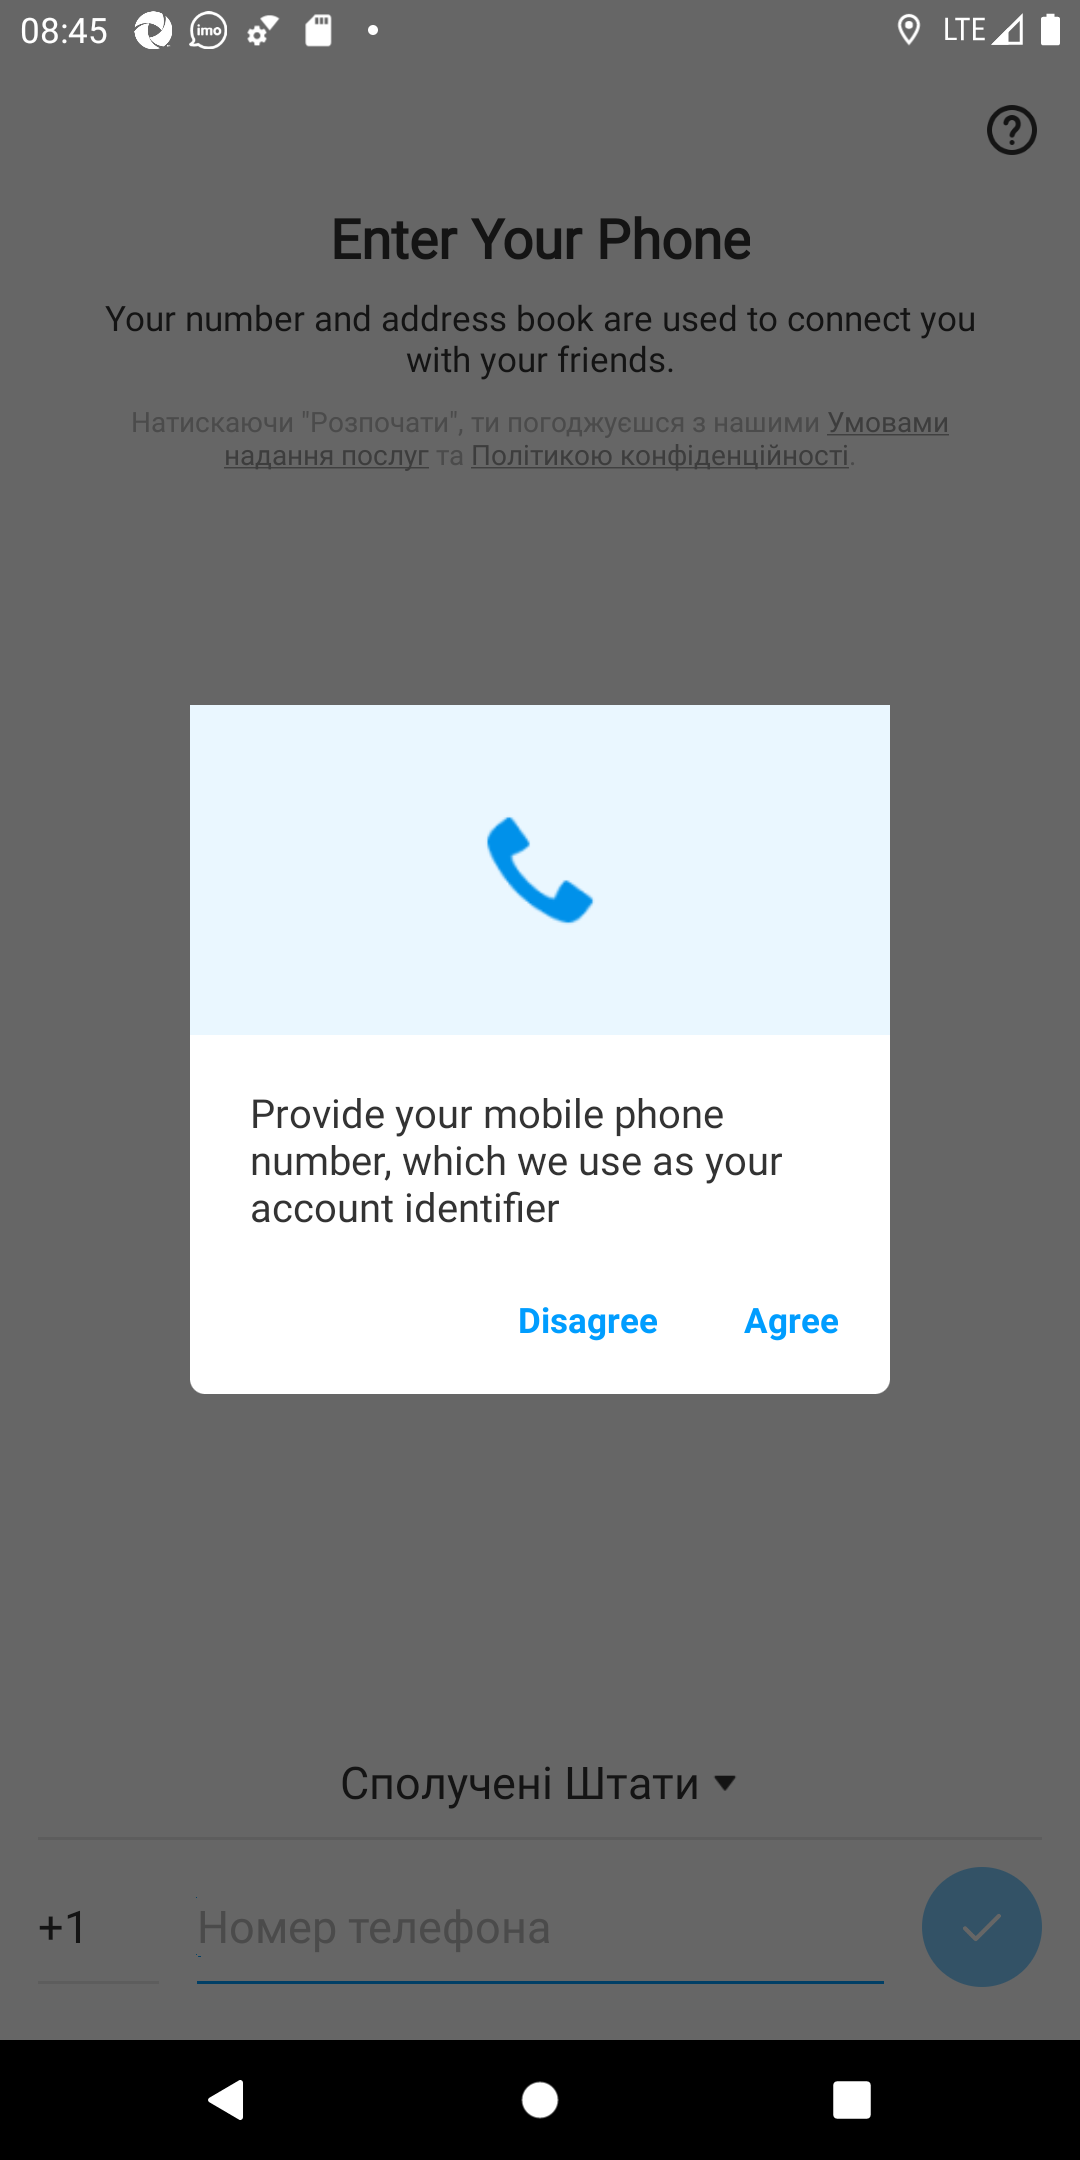 08:45 imo LTE
Enter Your Phone
Your number and address book are used to connect you
with your friends.
Натискаючи "Розпочати", ти погоджуєшся з нашими Умовами
надання послуг та Політикою конфіденційності.
Provide your mobile phone
number, which we use as your
account identifier
Disagree Agree
Сполучені Штати
+1 Номер телефона